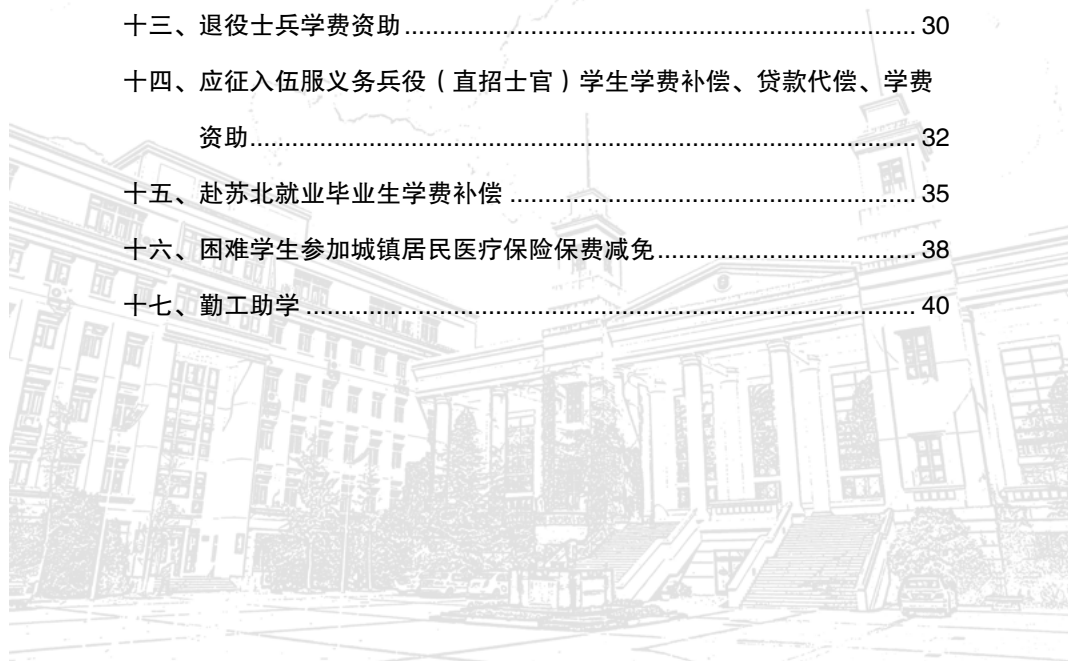 十三、退役士兵学费资助 ........................................................................ 30
十四、应征入伍服义务兵役（直招士官）学生学费补偿、贷款代偿、学费
资助 ............................................................................................... 32
十五、赴苏北就业毕业生学费补偿 .......................................................... 35
十六、困难学生参加城镇居民医疗保险保费减免 ..................................... 38
十七、勤工助学 ....................................................................................... 40